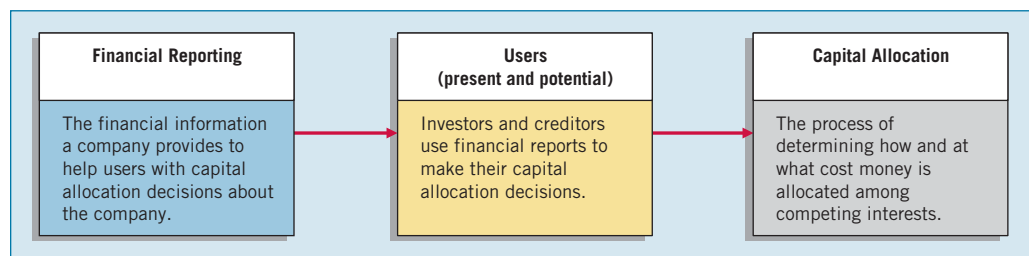 Financial Reporting
The financial information
a company provides to
help users with capital
allocation decisions about
the company.
Users
(present and potential)
Investors and creditors
use financial reports to
make their capital
allocation decisions.
Capital Allocation
The process of
determining how and at
what cost money is
allocated among
competing interests.